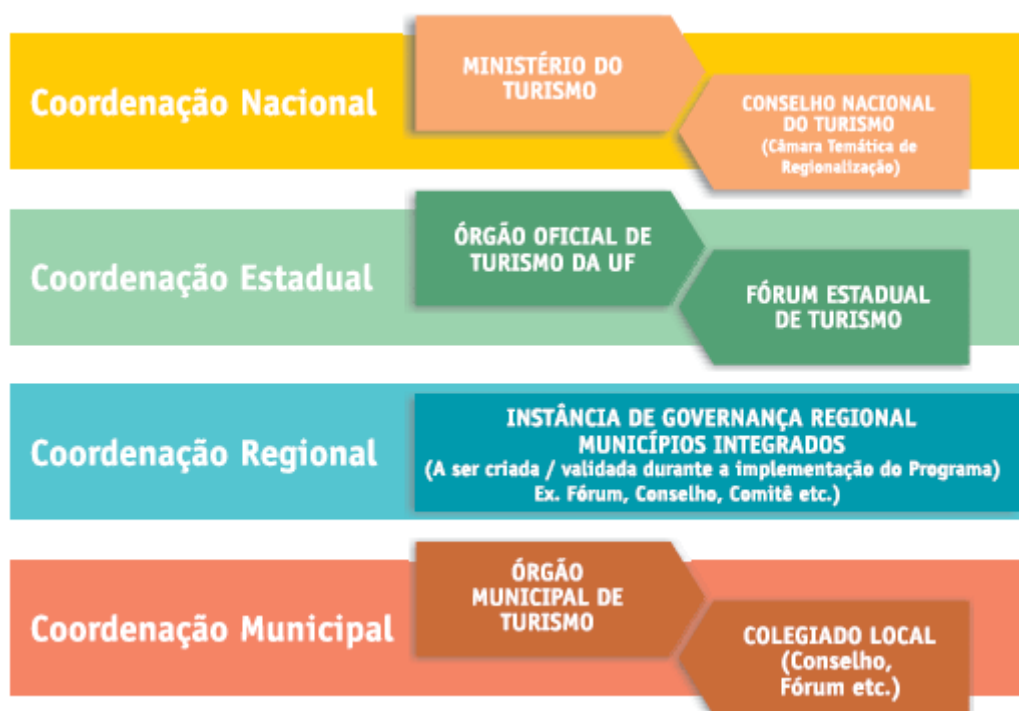 Coordenação Nacional
MINISTÉRIO DO
TURISMO
CONSELHO NACIONAL
DO TURISMO
(Câmara Temática de
Regionalização)
Coordenação Estadual
ÓRGÃO OFICIAL DE
TURISMO DA UF
FÓRUM ESTADUAL
DE TURISMO
Coordenação Regional
INSTÂNCIA DE GOVERNANÇA REGIONAL
MUNICÍPIOS INTEGRADOS
(A ser criada / validada durante a implementação do Programa)
Ex. Fórum, Conselho, Comitê etc.)
Coordenação Municipal
ÓRGÃO
MUNICIPAL DE
TURISMO
COLEGIADO LOCAL
(Conselho,
Fórum etc.)